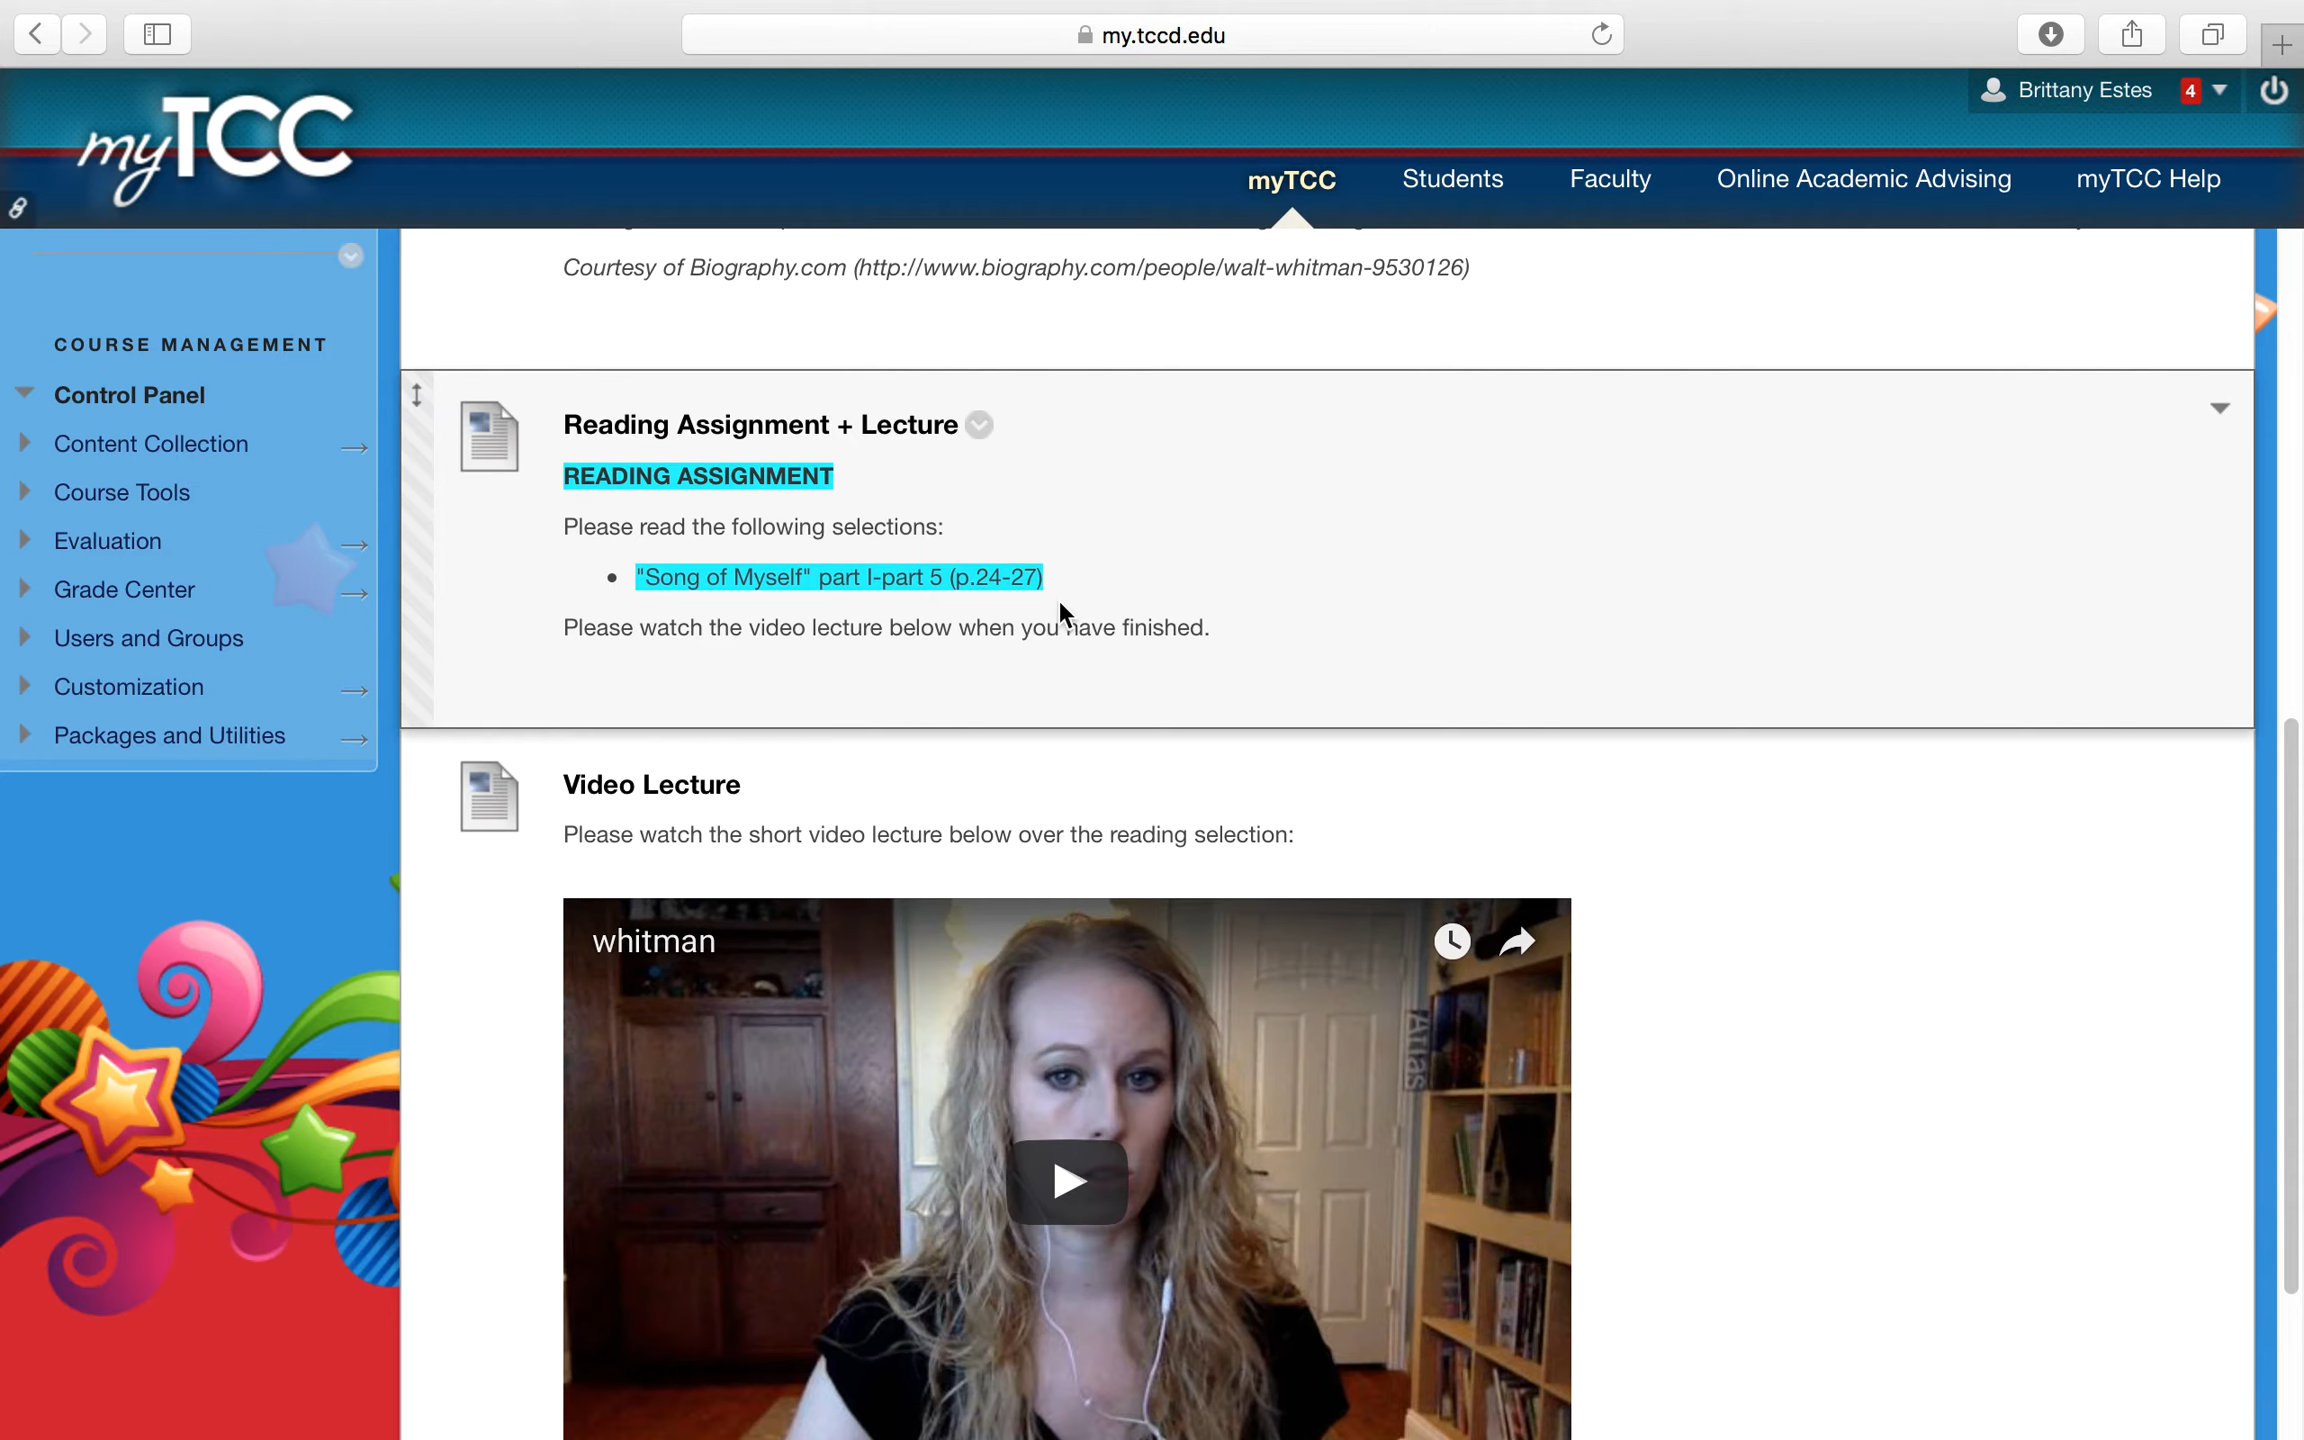 my.tccd.edu
Brittany Estes 4
myTCC
myTCC Students Faculty Online Academic Advising myTCC Help
Courtesy of Biography.com (http://www.biography.com/people/walt-whitman-9530126)
COURSE MANAGEMENT
Control Panel
Content Collection
Course Tools
Evaluation
Grade Center
Users and Groups
Customization
Packages and Utilities
Reading Assignment + Lecture
READING ASSIGNMENT
Please read the following selections:
"Song of Myself" part I-part 5 (p.24-27)
Please watch the video lecture below when you have finished.
Video Lecture
Please watch the short video lecture below over the reading selection:
whitman
Atlas